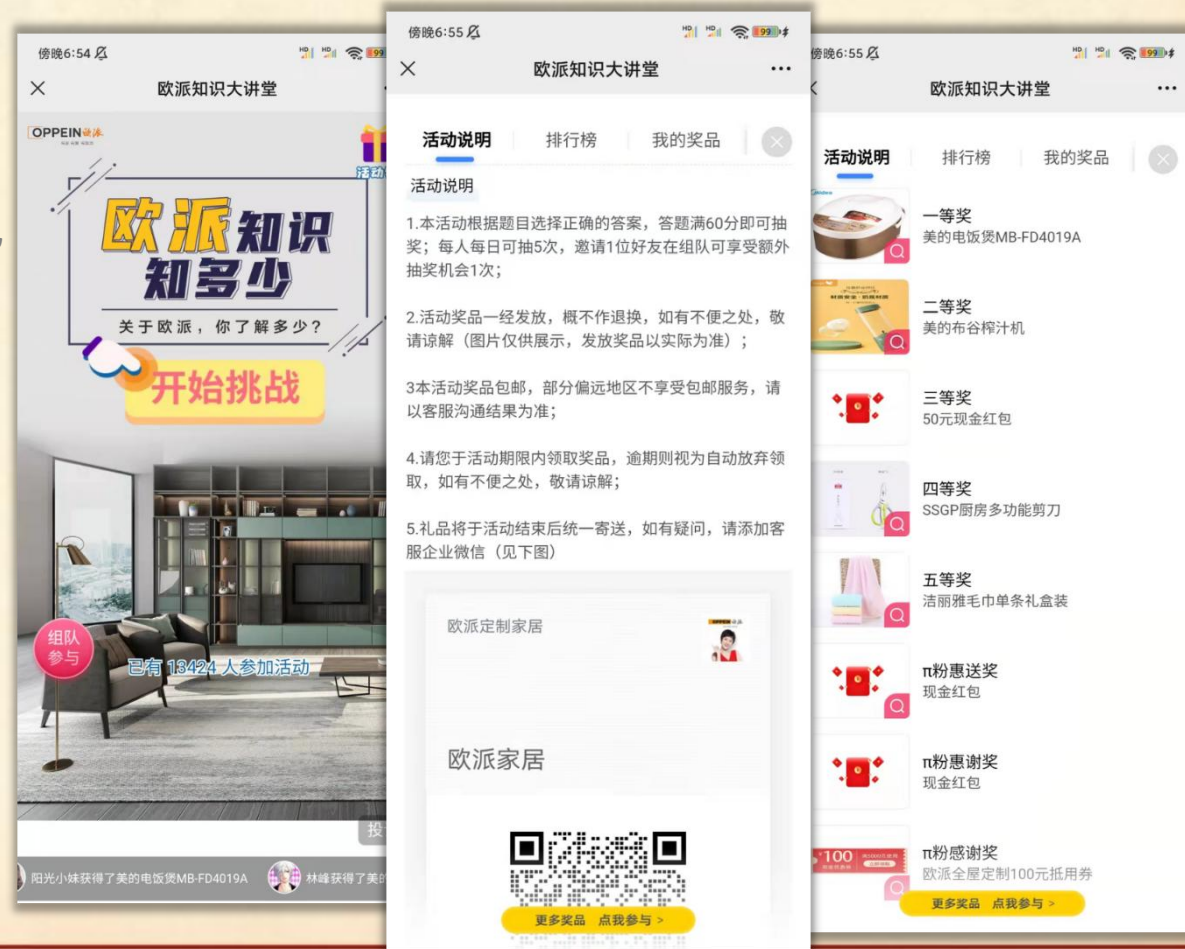 傍晚6:54
HD HD 99
欧派知识大讲堂
OPPEIN欧派
欧派知识
知多少
关于欧派，你了解多少？
开始挑战
组队
参与
已有 13424 人参加活动
投
阳光小妹获得了美的电饭煲MB-FD4019A
林峰获得了美的
傍晚6:55
HD HD 99
欧派知识大讲堂
活动说明
排行榜
我的奖品
活动说明
1.本活动根据题目选择正确的答案，答题满60分即可抽
奖；每人每日可抽5次，邀请1位好友在组队可享受额外
抽奖机会1次；
2.活动奖品一经发放，概不作退换，如有不便之处，敬
请谅解（图片仅供展示，发放奖品以实际为准）；
3本活动奖品包邮，部分偏远地区不享受包邮服务，请
以客服沟通结果为准；
4.请您于活动期限内领取奖品，逾期则视为自动放弃领
取，如有不便之处，敬请谅解；
5.礼品将于活动结束后统一寄送，如有疑问，请添加客
服企业微信（见下图）
欧派定制家居
欧派家居
更多奖品 点我参与 >
傍晚6:55
HD HD 99
欧派知识大讲堂
活动说明
排行榜
我的奖品
一等奖
美的电饭煲MB-FD4019A
二等奖
美的布谷榨汁机
三等奖
50元现金红包
四等奖
SSGP厨房多功能剪刀
五等奖
洁丽雅毛巾单条礼盒装
π粉惠送奖
现金红包
π粉惠谢奖
现金红包
100
π粉感谢奖
欧派全屋定制100元抵用券
更多奖品 点我参与 >